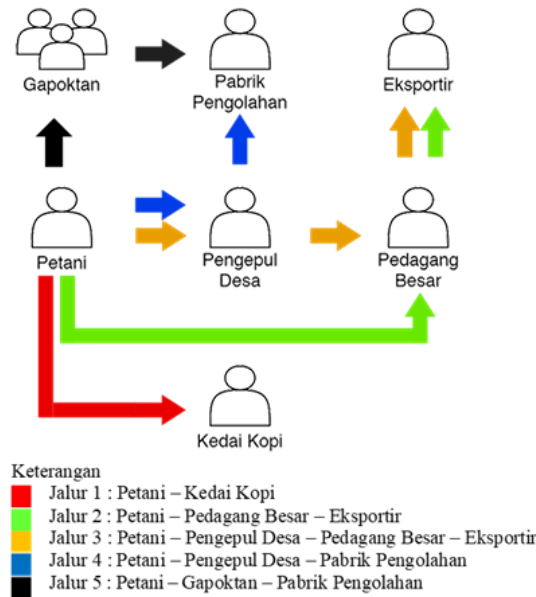 Gapoktan
Pabrik
Pengolahan
Eksportir
Petani
Pengepul
Desa
Pedagang
Besar
Kedai Kopi
Keterangan
Jalur 1 : Petani – Kedai Kopi
Jalur 2 : Petani – Pedagang Besar – Eksportir
Jalur 3 : Petani – Pengepul Desa – Pedagang Besar – Eksportir
Jalur 4 : Petani – Pengepul Desa – Pabrik Pengolahan
Jalur 5 : Petani – Gapoktan – Pabrik Pengolahan